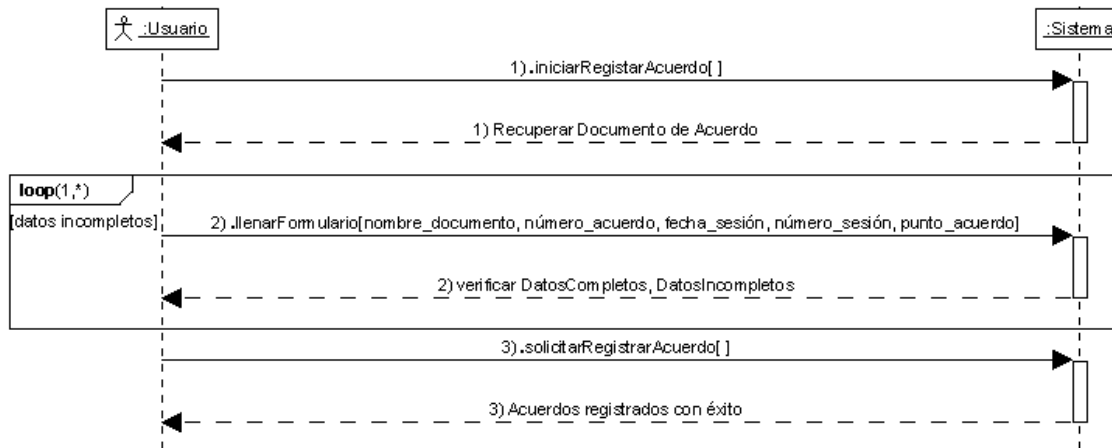 :Usuario
:Sistema
1).iniciarRegistarAcuerdo[ ]
1) Recuperar Documento de Acuerdo
loop(1,*)
[datos incompletos]
2).llenarFormulario[nombre_documento, número_acuerdo, fecha_sesión, número_sesión, punto_acuerdo]
2) verificar DatosCompletos, DatosIncompletos
3).solicitarRegistrarAcuerdo[ ]
3) Acuerdos registrados con éxito